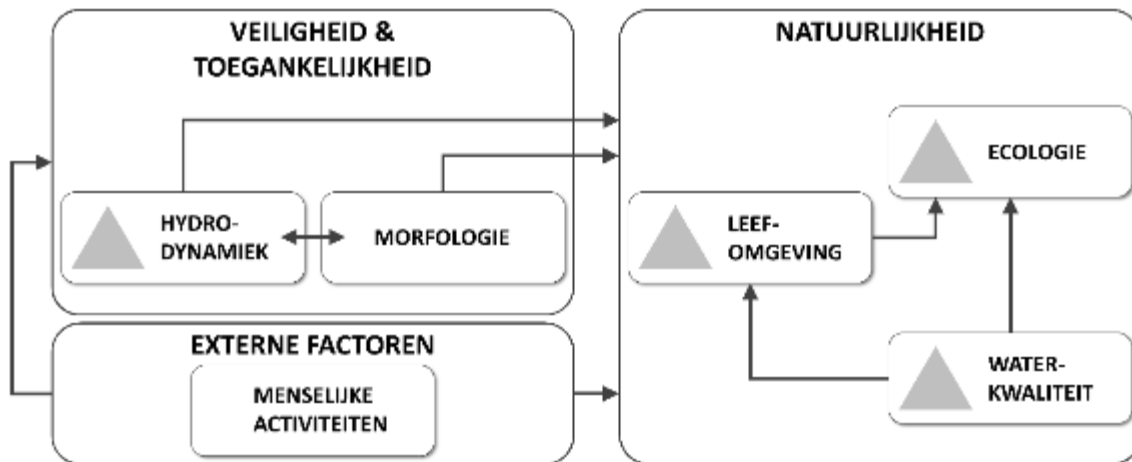 VEILIGHEID &
TOEGANKELIJKHEID
HYDRO-
DYNAMIEK
MORFOLOGIE
EXTERNE FACTOREN
MENSELIJKE
ACTIVITEITEN
NATUURLIJKHEID
ECOLOGIE
LEEF-
OMGEVING
WATER-
KWALITEIT